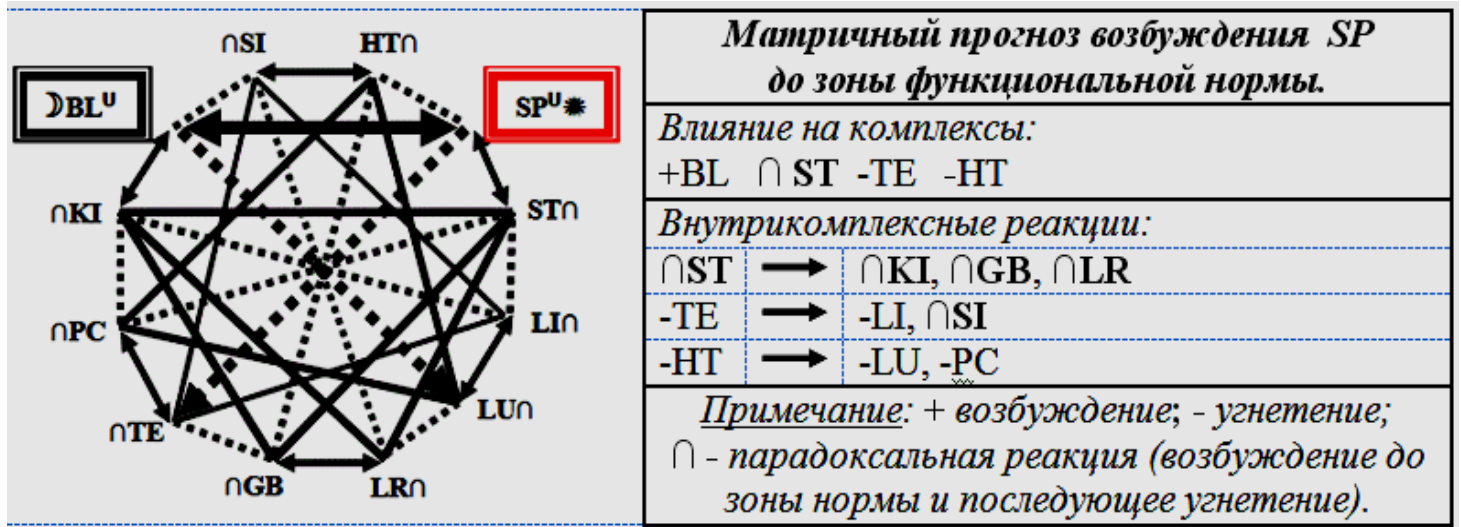 ∩SI HT∩
☽BLᵁ SPᵁ✹
∩KI ST∩
∩PC LI∩
∩TE LU∩
∩GB LR∩
Матричный прогноз возбуждения SP
до зоны функциональной нормы.
Влияние на комплексы:
+BL ∩ ST -TE -HT
Внутрикомплексные реакции:
∩ST → ∩KI, ∩GB, ∩LR
-TE → -LI, ∩SI
-HT → -LU, -PC
Примечание: + возбуждение; - угнетение;
∩ - парадоксальная реакция (возбуждение до
зоны нормы и последующее угнетение).